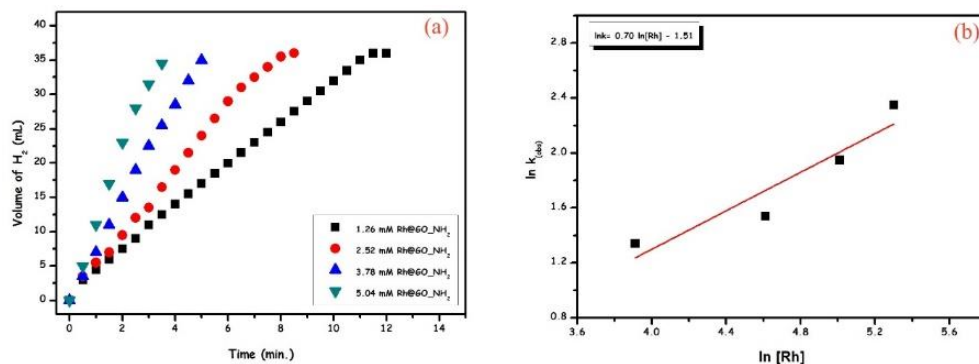 (a)
Volume of H2 (mL)
40
35
30
25
20
15
10
5
0
1.26 mM Rh@GO_NH2
2.52 mM Rh@GO_NH2
3.78 mM Rh@GO_NH2
5.04 mM Rh@GO_NH2
0 2 4 6 8 10 12 14
Time (min.)
(b)
lnk= 0.70 ln[Rh] - 1.51
ln k(obs)
2.8
2.4
2.0
1.6
1.2
0.8
3.6 4.0 4.4 4.8 5.2 5.6
ln [Rh]